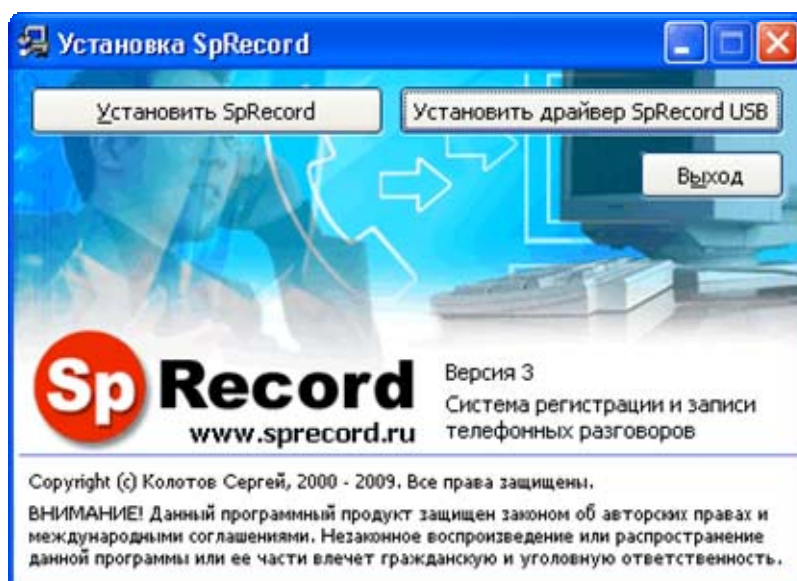 Установка SpRecord
Установить SpRecord
Установить драйвер SpRecord USB
Выход
Sp Record
www.sprecord.ru
Версия 3
Система регистрации и записи
телефонных разговоров
Copyright (c) Колотов Сергей, 2000 - 2009. Все права защищены.
ВНИМАНИЕ! Данный программный продукт защищен законом об авторских правах и
международными соглашениями. Незаконное воспроизведение или распространение
данной программы или ее части влечет гражданскую и уголовную ответственность.